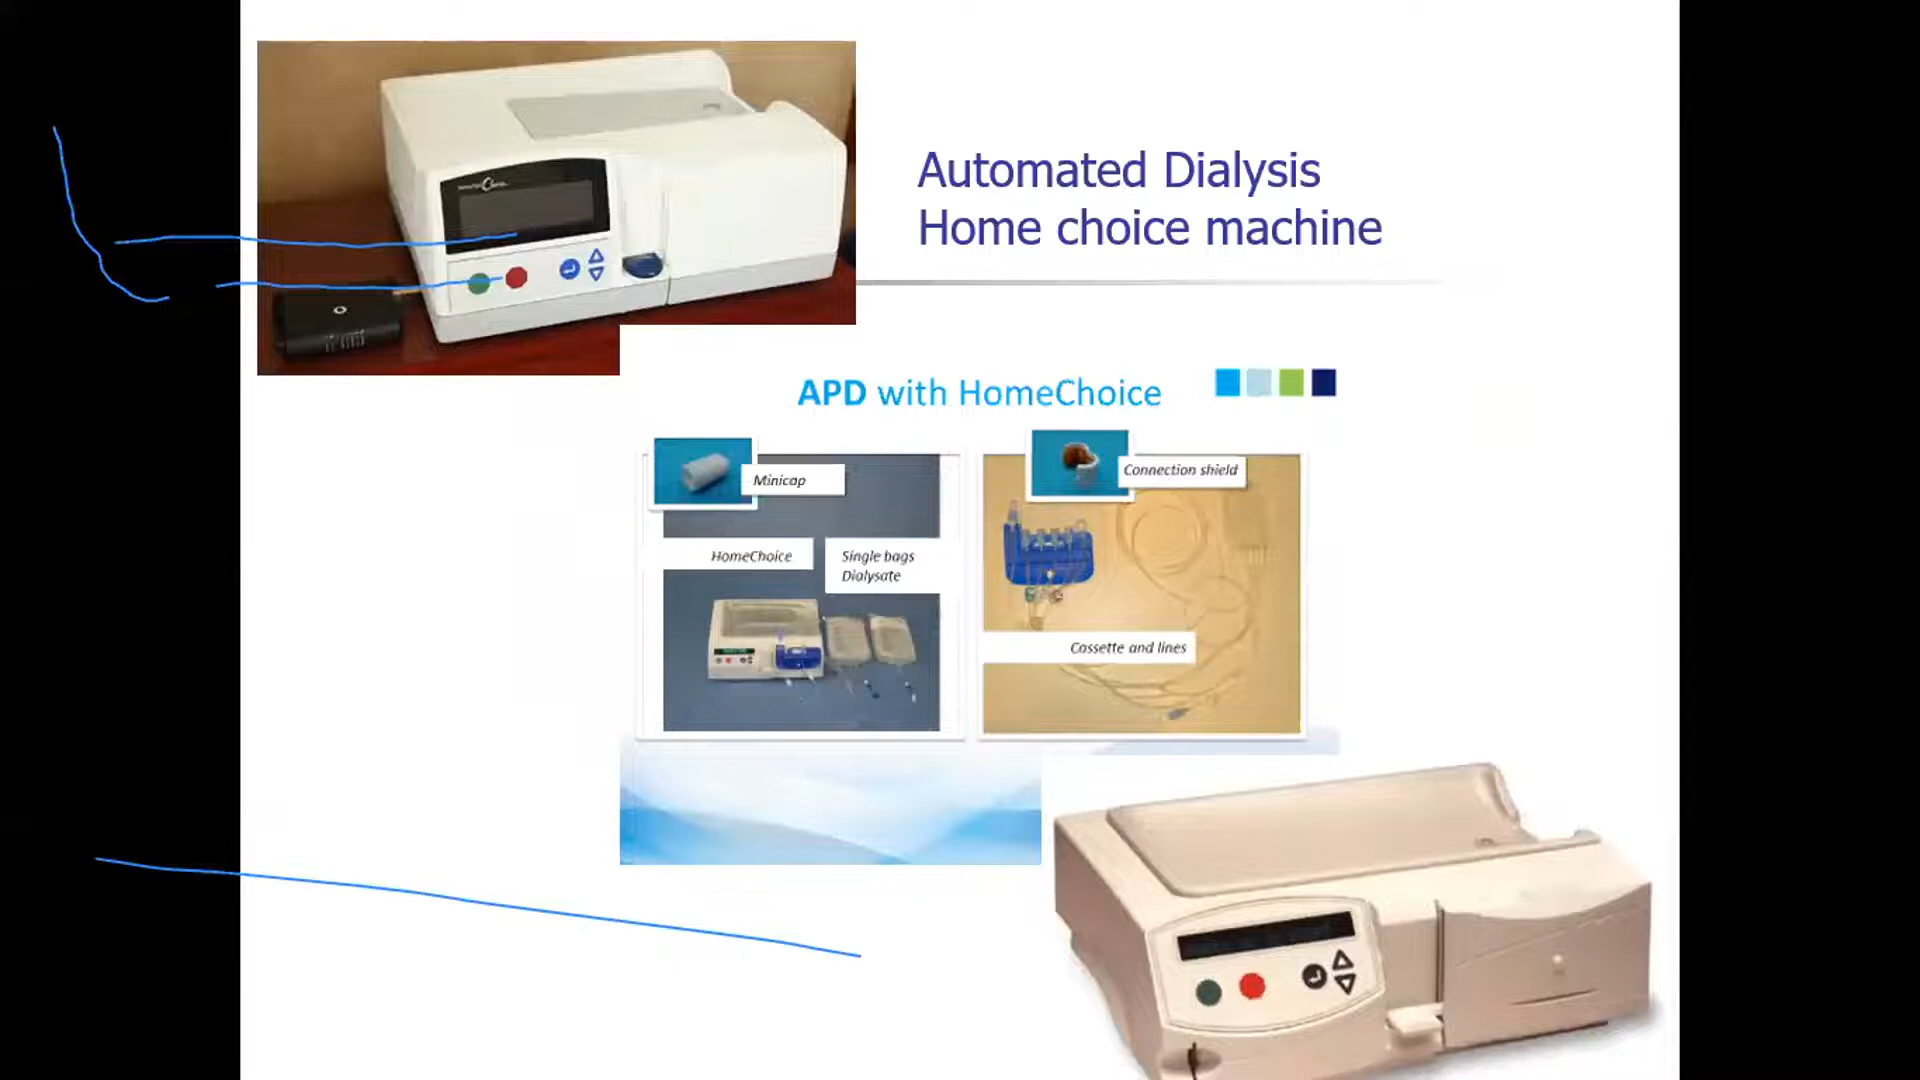 Automated Dialysis
Home choice machine
APD with HomeChoice
Minicap
Connection shield
HomeChoice
Single bags
Dialysate
Cassette and lines